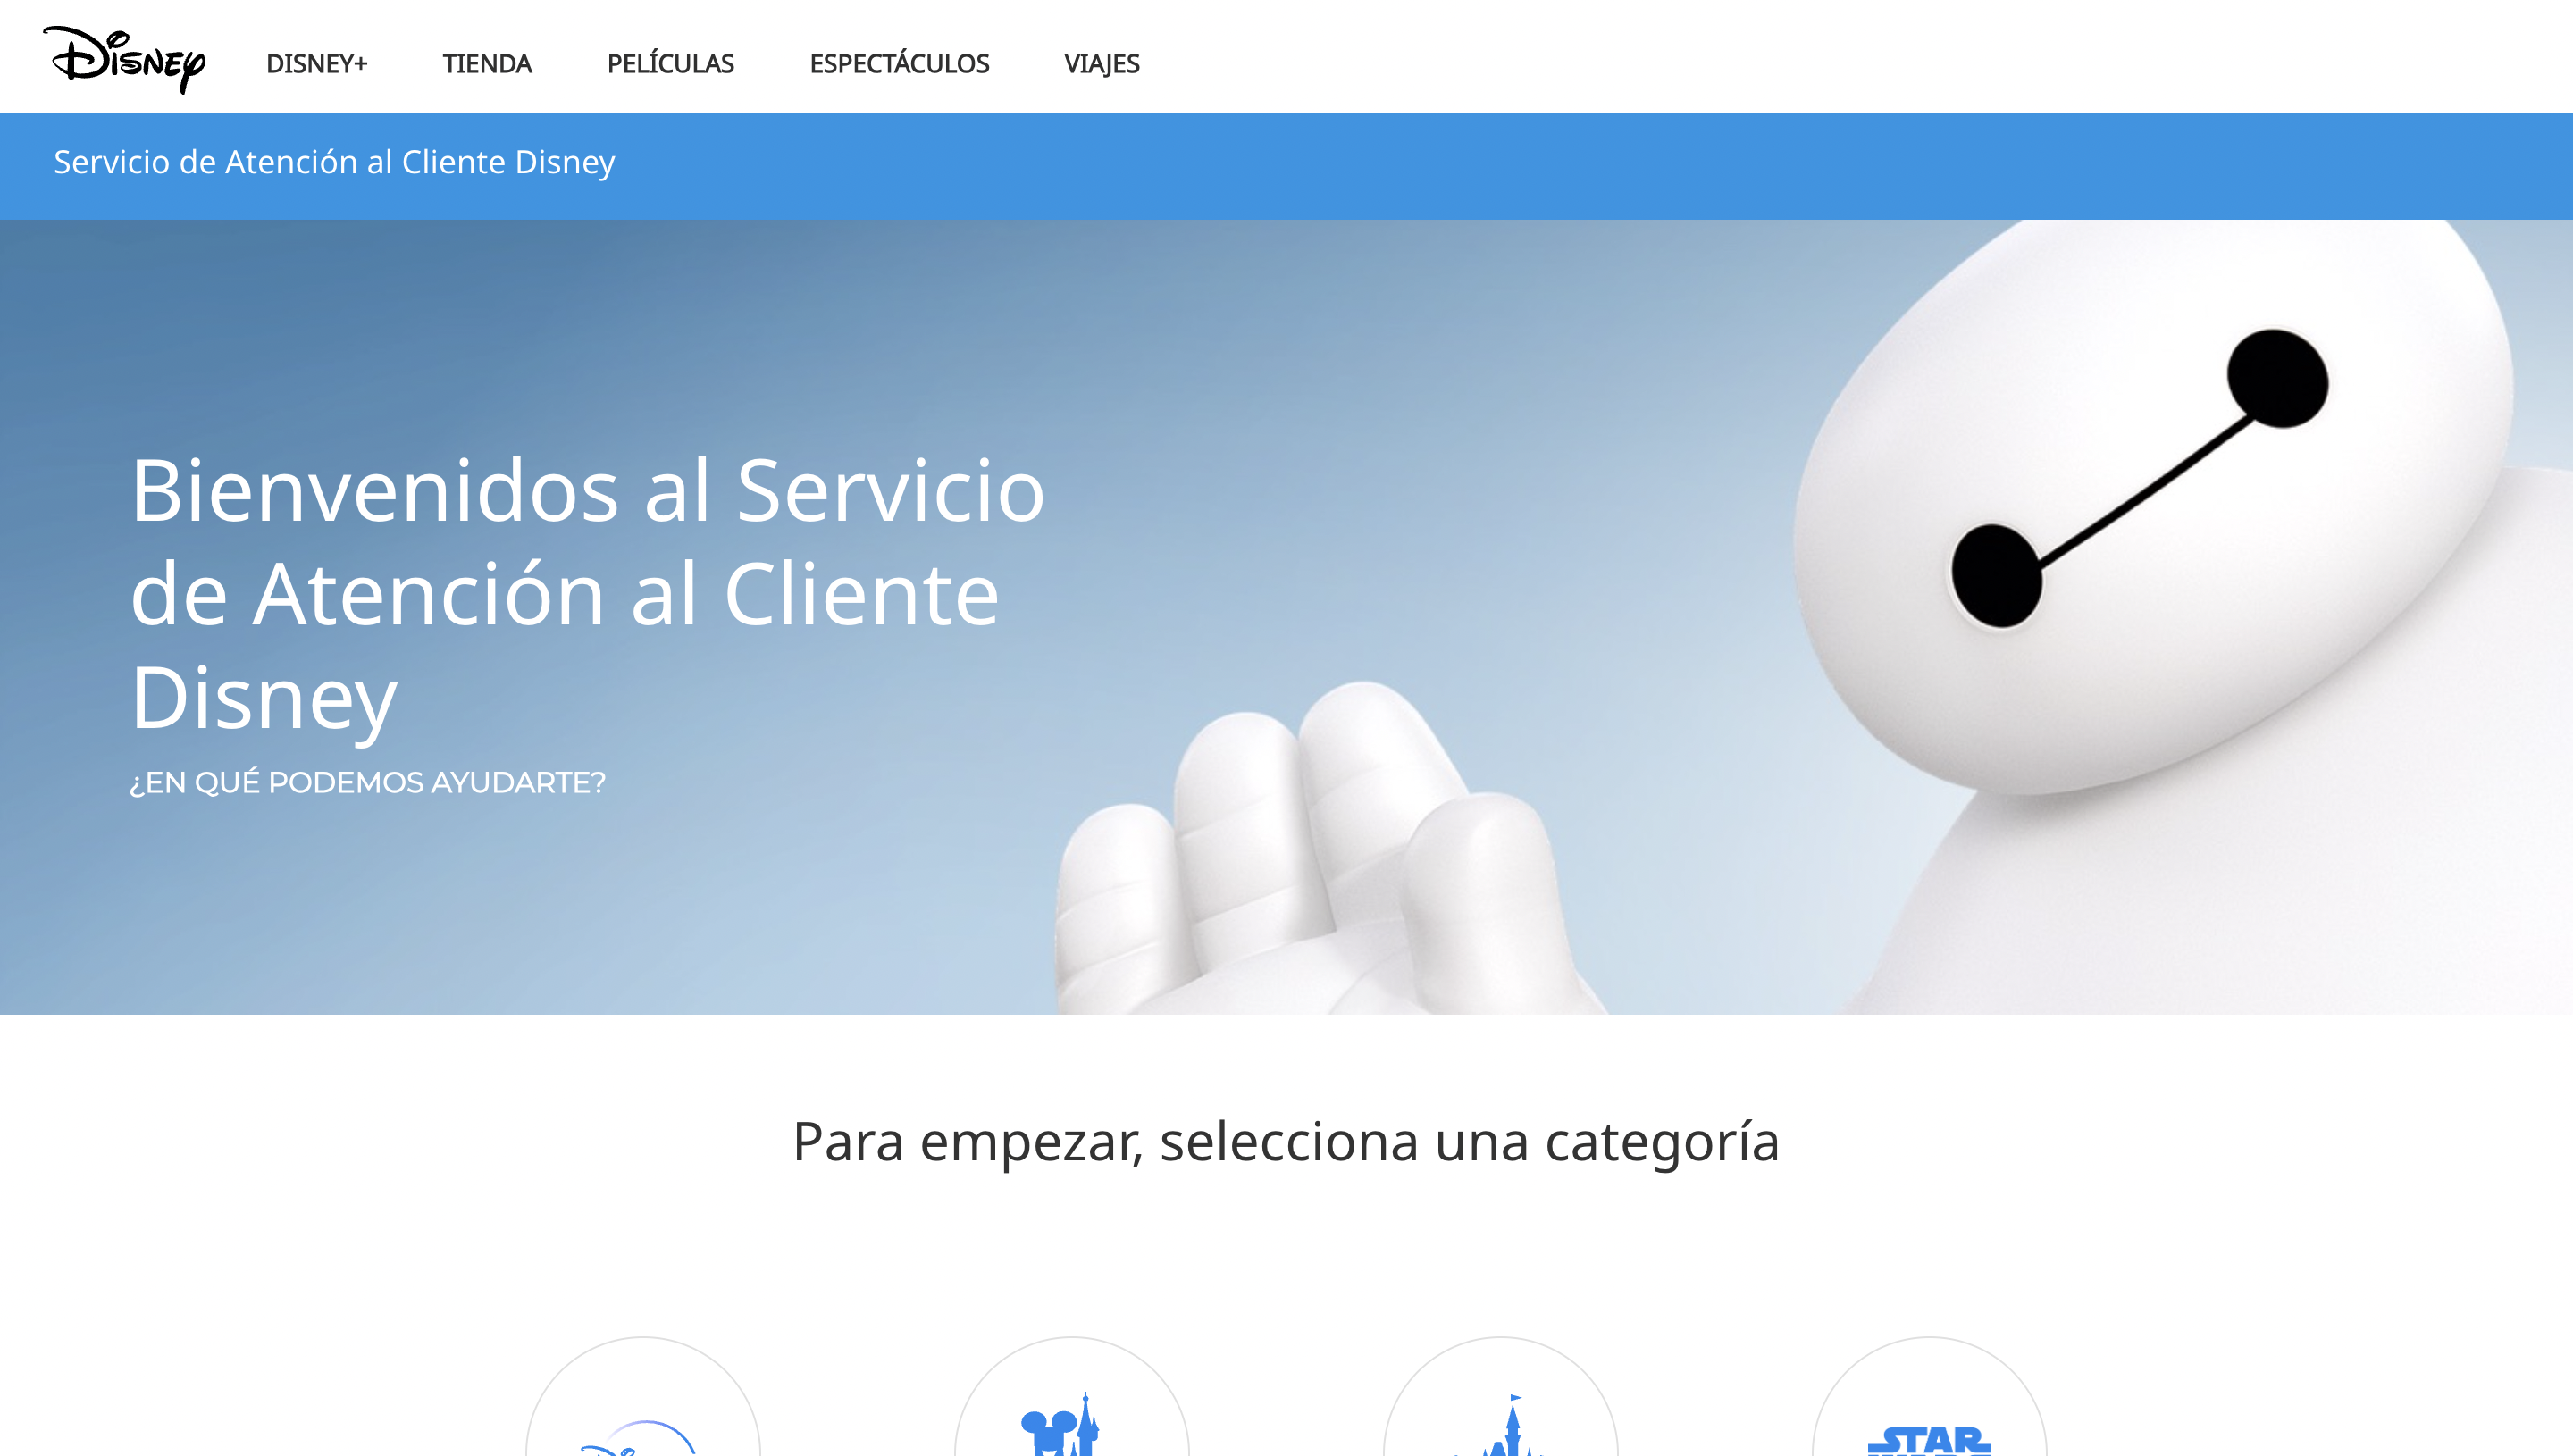 Disney
DISNEY+
TIENDA
PELÍCULAS
ESPECTÁCULOS
VIAJES
Servicio de Atención al Cliente Disney
Bienvenidos al Servicio
de Atención al Cliente
Disney
¿EN QUÉ PODEMOS AYUDARTE?
Para empezar, selecciona una categoría
STAR